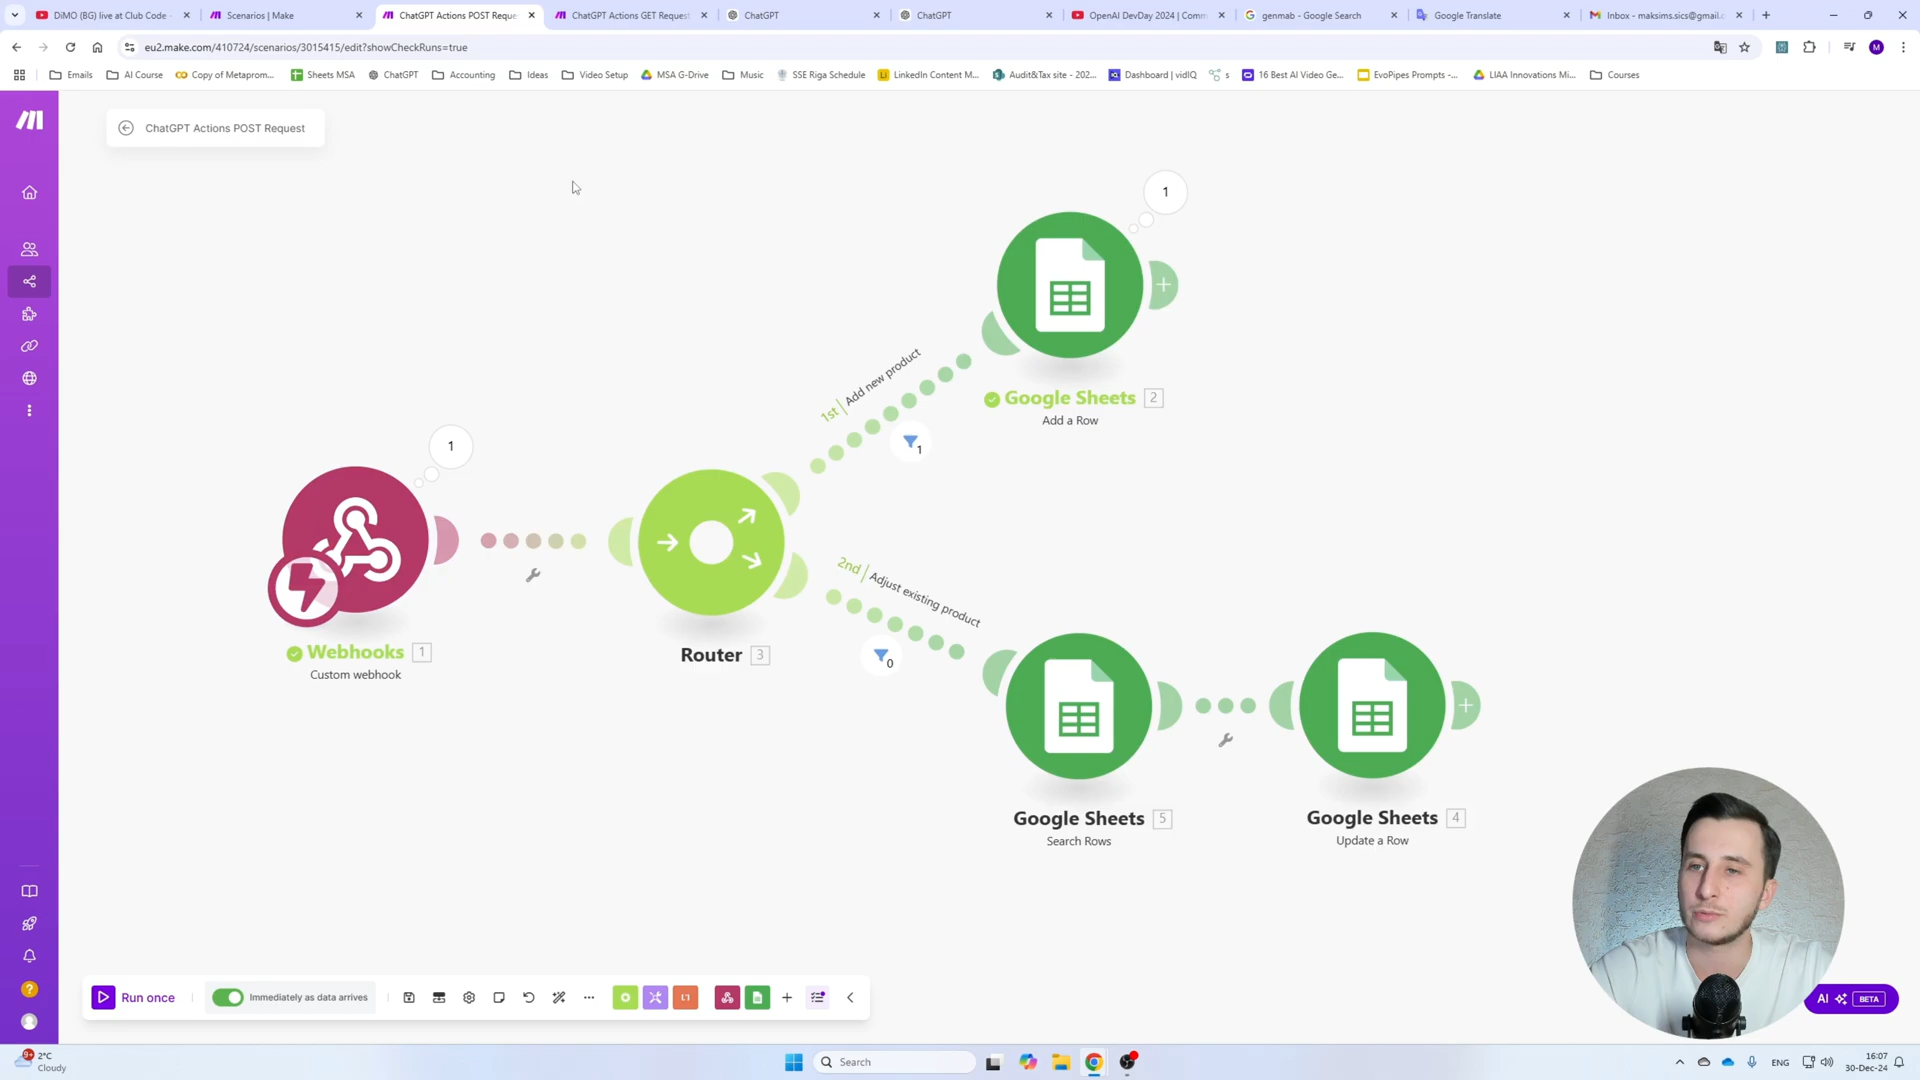 DiMO (BG) live at Club Code -
Scenarios | Make
ChatGPT Actions POST Reque
ChatGPT Actions GET Request
ChatGPT
ChatGPT
OpenAI DevDay 2024 | Comm
genmab - Google Search
Google Translate
Inbox - maksims.sics@gmail.c
eu2.make.com/410724/scenarios/3015415/edit?showCheckRuns=true
M
Emails
AI Course
Copy of Metaprom...
Sheets MSA
ChatGPT
Accounting
Ideas
Video Setup
MSA G-Drive
Music
SSE Riga Schedule
LinkedIn Content M...
Audit&Tax site - 202...
Dashboard | vidIQ
s
16 Best AI Video Ge...
EvoPipes Prompts -...
LIAA Innovations Mi...
Courses
ChatGPT Actions POST Request
1
1st | Add new product
1
Google Sheets 2
Add a Row
1
2nd | Adjust existing product
0
Webhooks 1
Custom webhook
Router 3
Google Sheets 5
Search Rows
Google Sheets 4
Update a Row
Run once
Immediately as data arrives
AI BETA
9+
2°C
Cloudy
Search
ENG
16:07
30-Dec-24